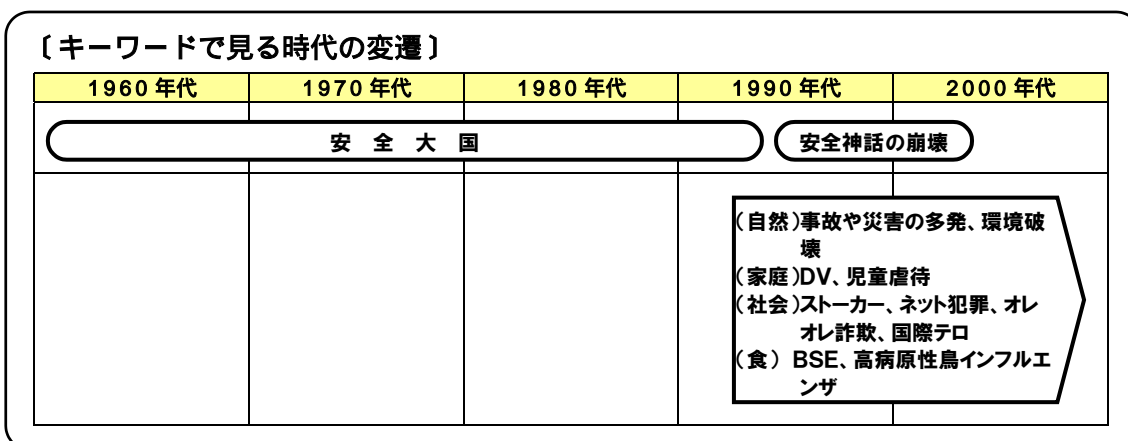 〔キーワードで見る時代の変遷〕
1960年代 1970年代 1980年代 1990年代 2000年代
安 全 大 国 安全神話の崩壊
(自然)事故や災害の多発、環境破
壊
(家庭)DV、児童虐待
(社会)ストーカー、ネット犯罪、オレ
オレ詐欺、国際テロ
(食) BSE、高病原性鳥インフルエ
ンザ